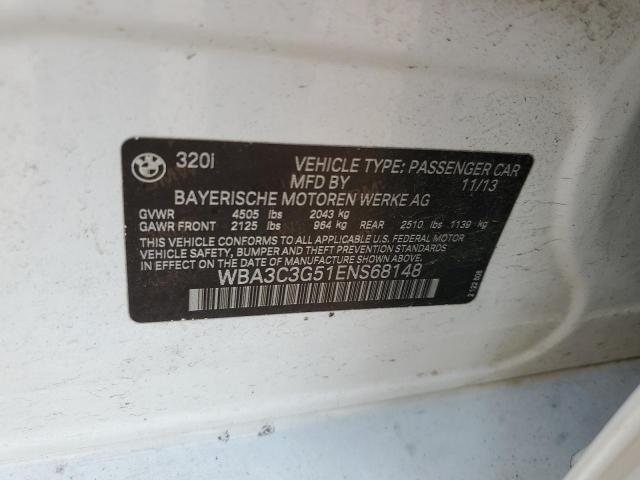 320i VEHICLE TYPE: PASSENGER CAR
MFD BY 11/13
BAYERISCHE MOTOREN WERKE AG
GVWR 4505 lbs 2043 kg
GAWR FRONT 2125 lbs 964 kg REAR 2510 lbs 1139 kg
THIS VEHICLE CONFORMS TO ALL APPLICABLE U.S. FEDERAL MOTOR
VEHICLE SAFETY, BUMPER AND THEFT PREVENTION STANDARDS
IN EFFECT ON THE DATE OF MANUFACTURE SHOWN ABOVE.
WBA3C3G51ENS68148